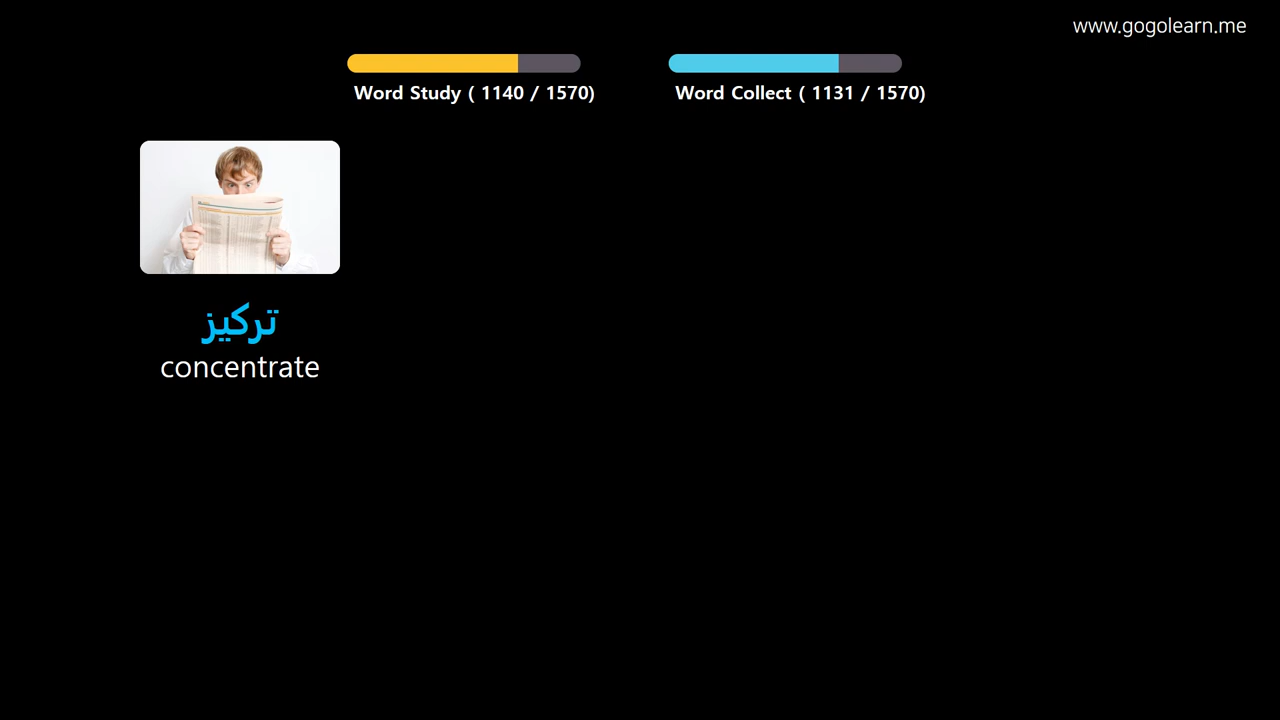 www.gogolearn.me
Word Study ( 1140 / 1570)
Word Collect ( 1131 / 1570)
تركيز
concentrate